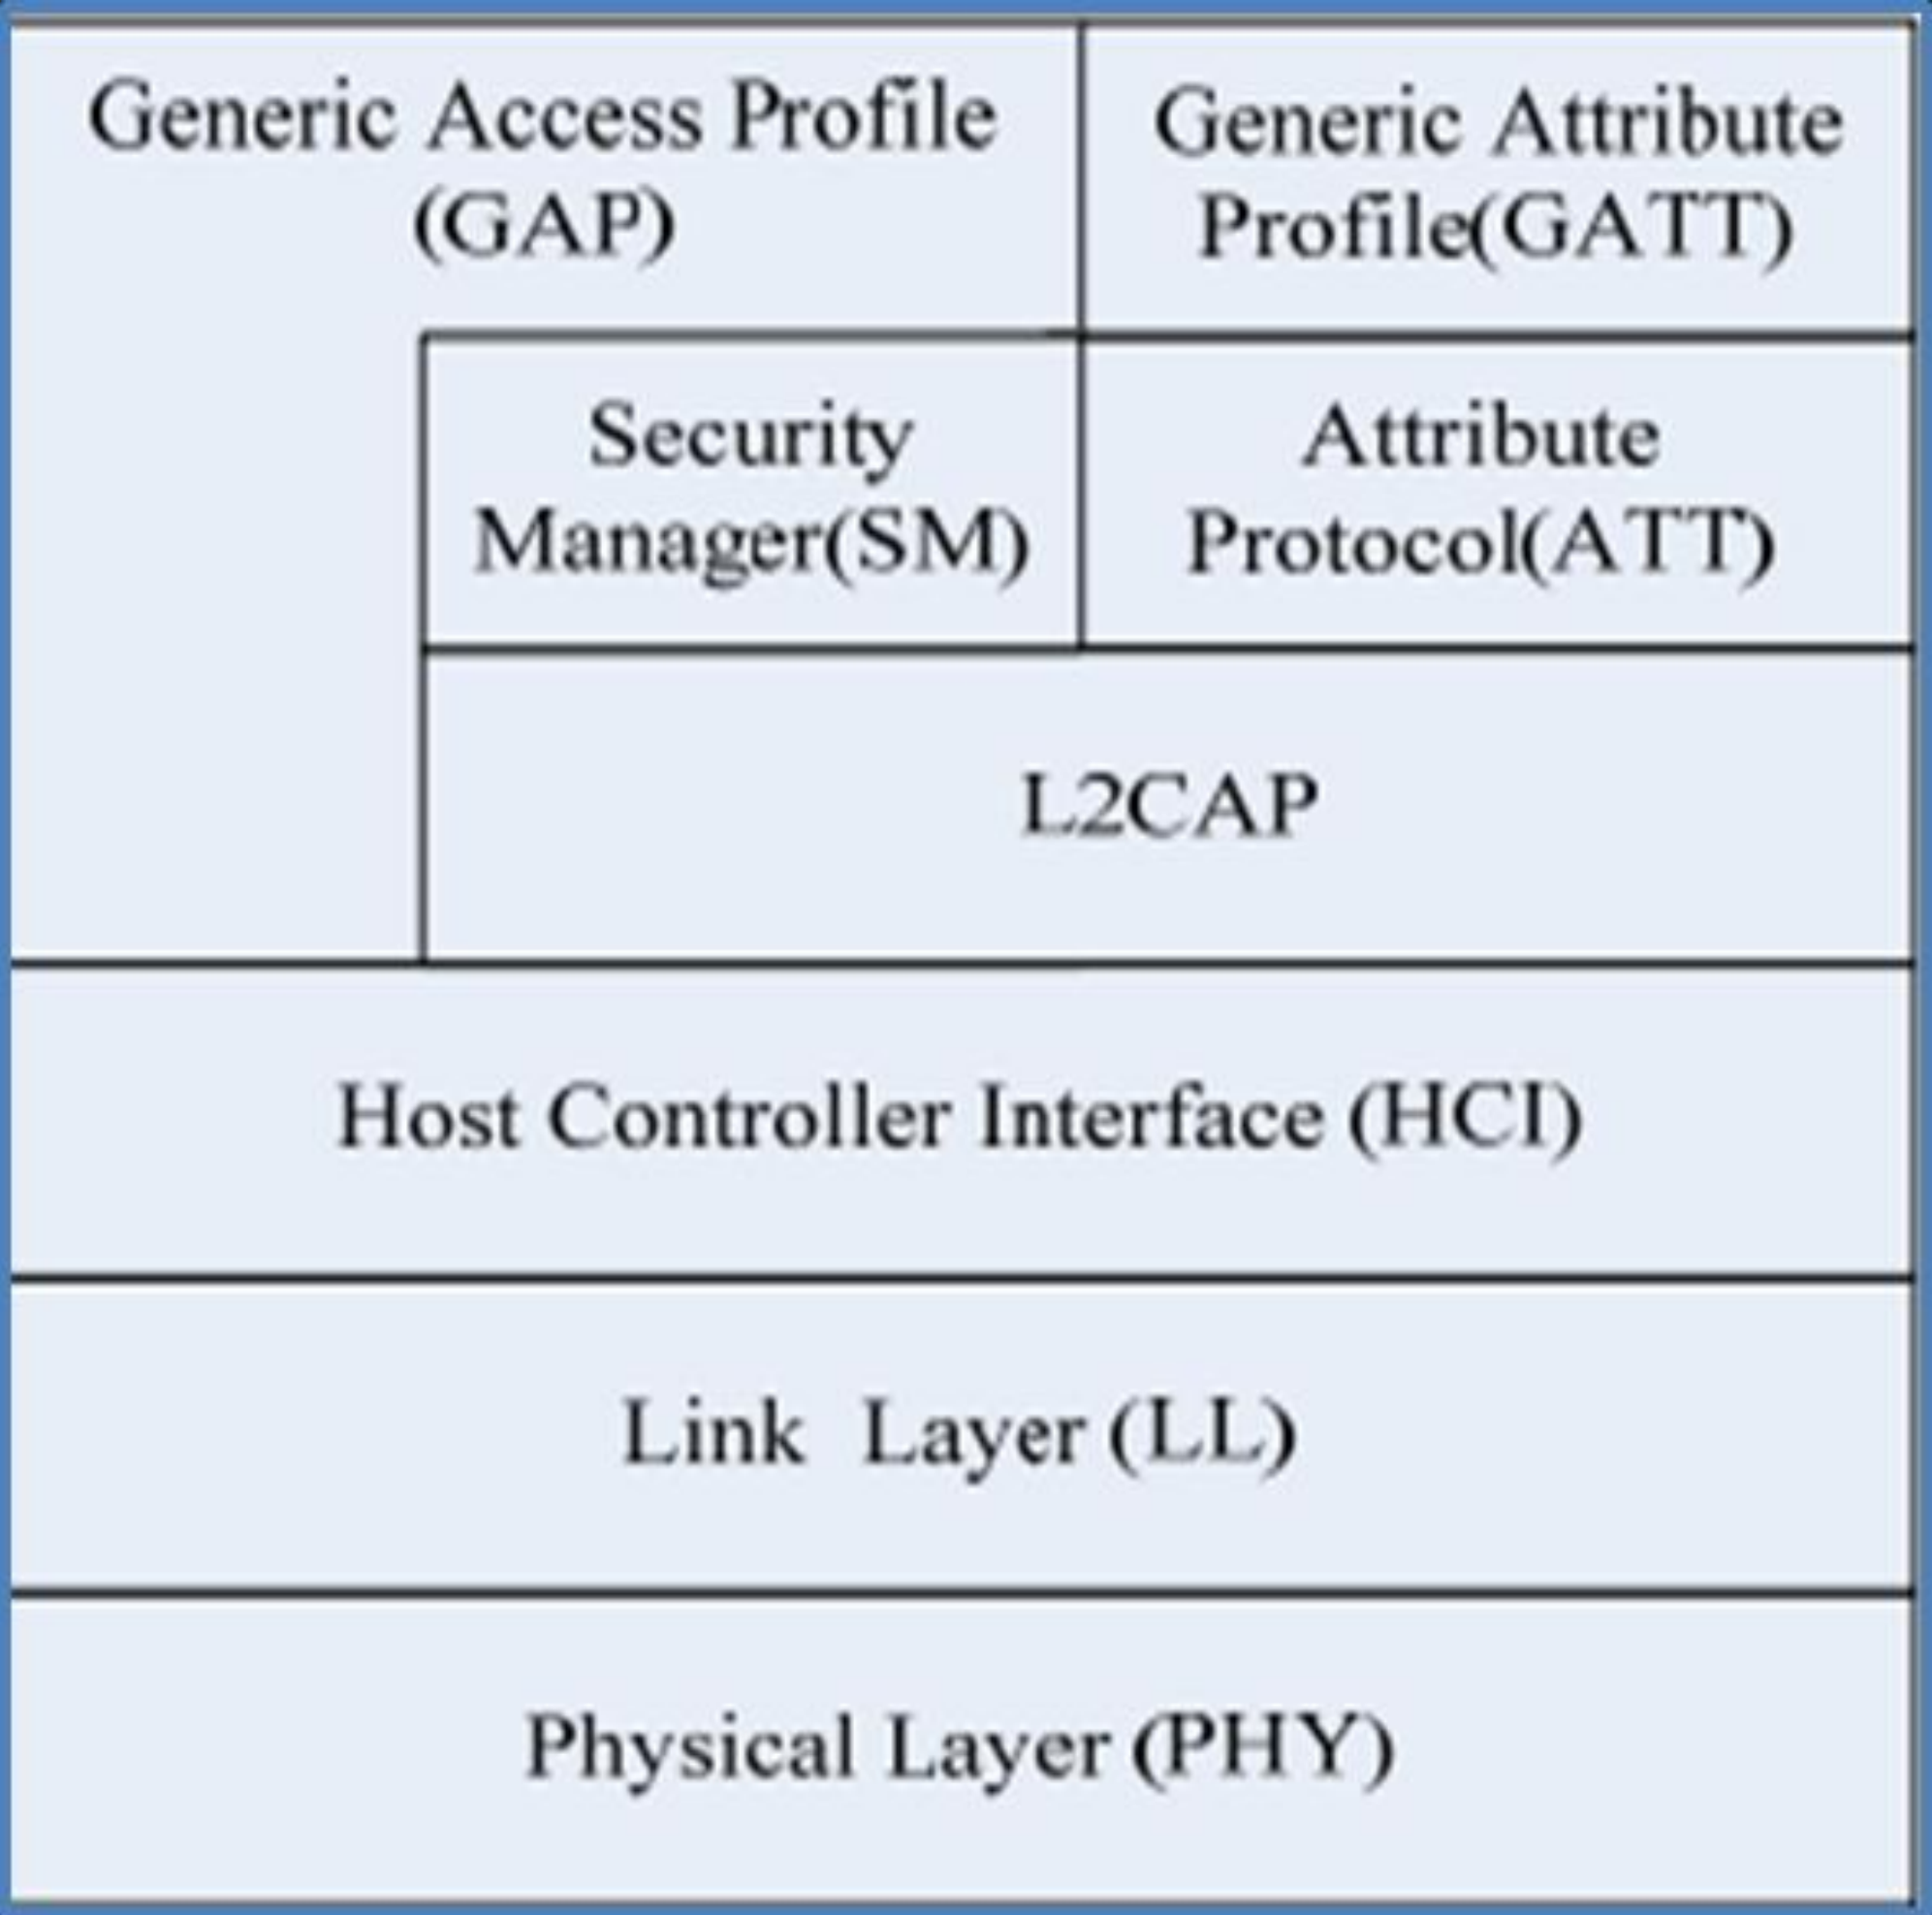 Generic Access Profile
(GAP)
Generic Attribute
Profile(GATT)
Security
Manager(SM)
Attribute
Protocol(ATT)
L2CAP
Host Controller Interface (HCI)
Link Layer (LL)
Physical Layer (PHY)